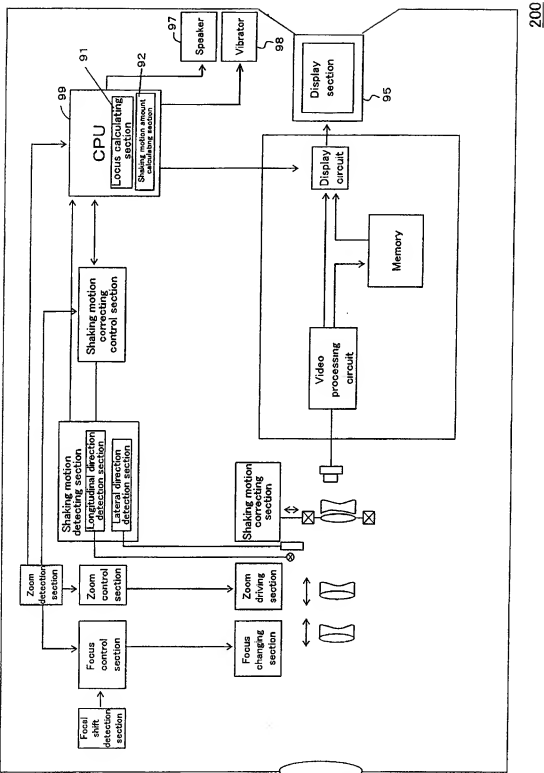 200
99
CPU
91
Locus calculating
section
92
Shaking motion amount
calculating section
97
Speaker
98
Vibrator
Shaking motion
correcting
control section
Shaking motion
detecting section
Longitudinal direction
detection section
Lateral direction
detection section
Zoom
detection
section
Zoom
control
section
Focus
control
section
Focal
shift
detection
section
Shaking motion
correcting
section
Zoom
driving
section
Focus
changing
section
Video
processing
circuit
Memory
Display
circuit
Display
section
95